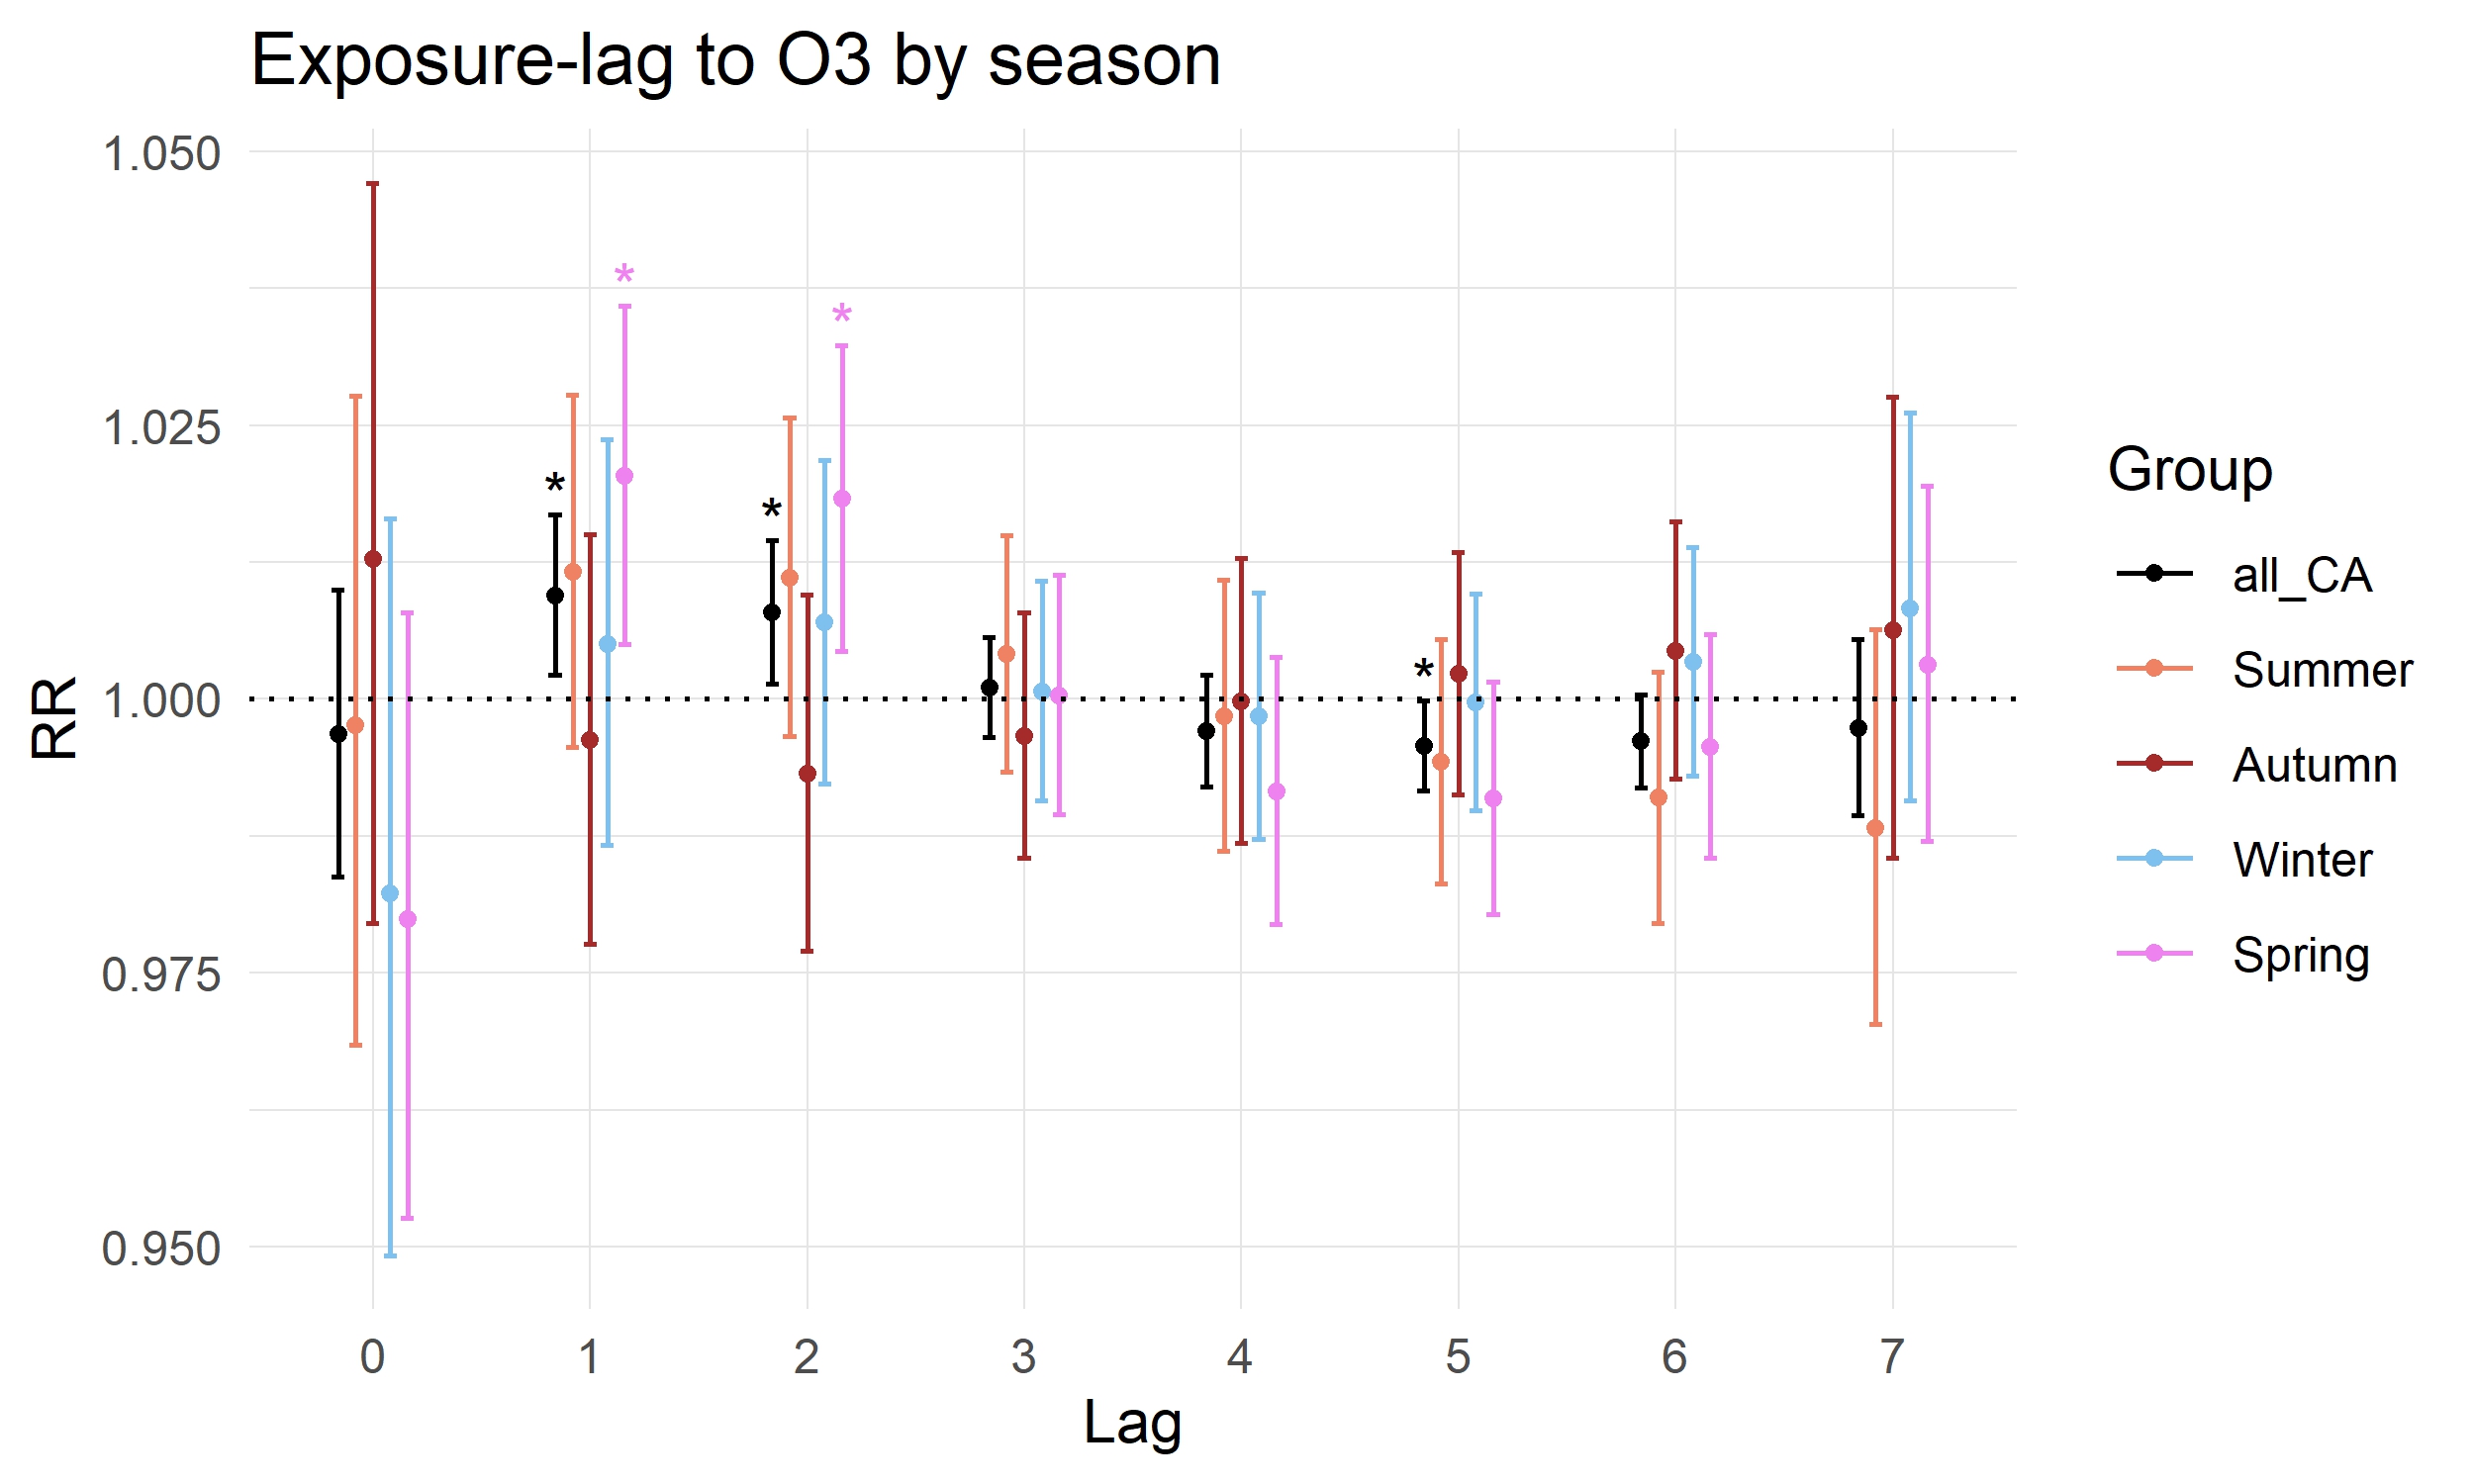 Exposure-lag to O3 by season
1.050
1.025
1.000
0.975
0.950
RR
* * * * *
0 1 2 3 4 5 6 7
Lag
Group
all_CA
Summer
Autumn
Winter
Spring